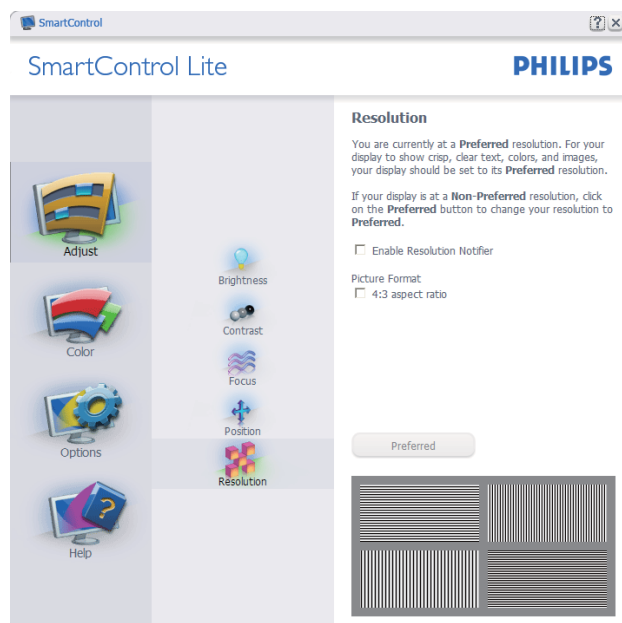 SmartControl
SmartControl Lite
PHILIPS
Adjust
Color
Options
Help
Brightness
Contrast
Focus
Position
Resolution
Resolution
You are currently at a Preferred resolution. For your
display to show crisp, clear text, colors, and images,
your display should be set to its Preferred resolution.
If your display is at a Non-Preferred resolution, click
on the Preferred button to change your resolution to
Preferred.
Enable Resolution Notifier
Picture Format
4:3 aspect ratio
Preferred